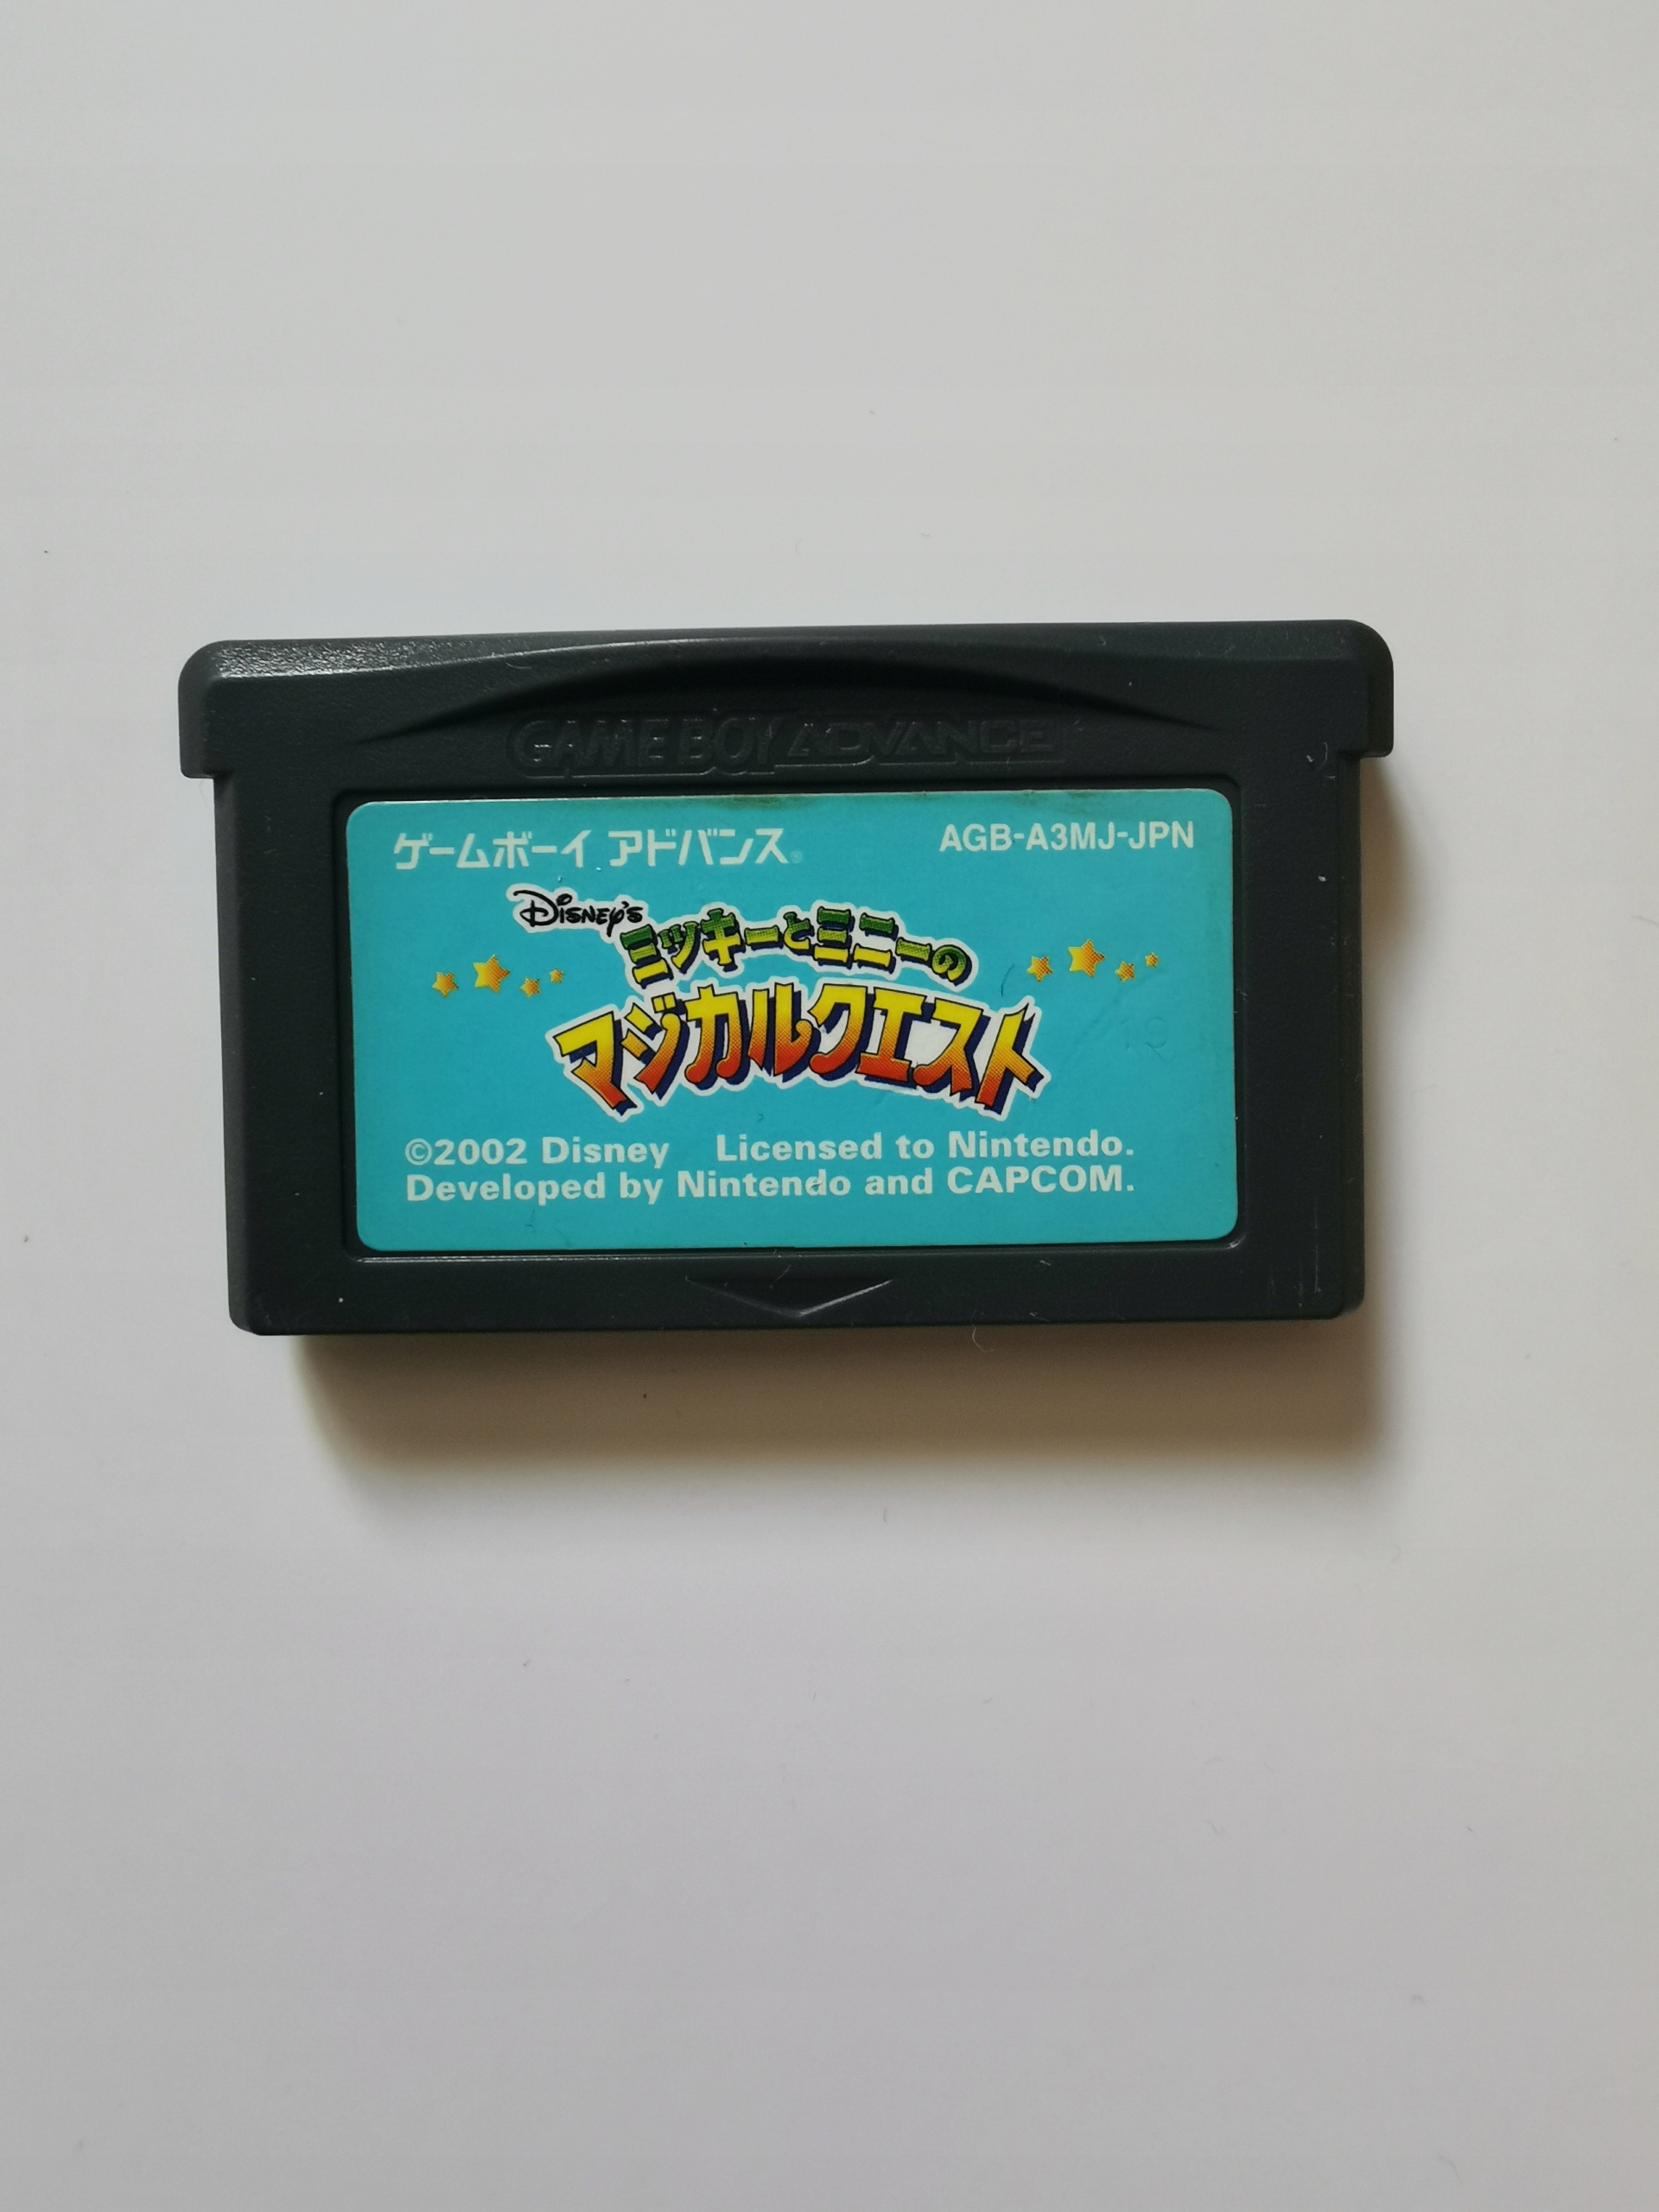 GAME BOY ADVANCE
ゲームボーイ アドバンス® AGB-A3MJ-JPN
Disney's
ミッキーとミニーの
マジカルクエスト
19
©2002 Disney Licensed to Nintendo.
Developed by Nintendo and CAPCOM.